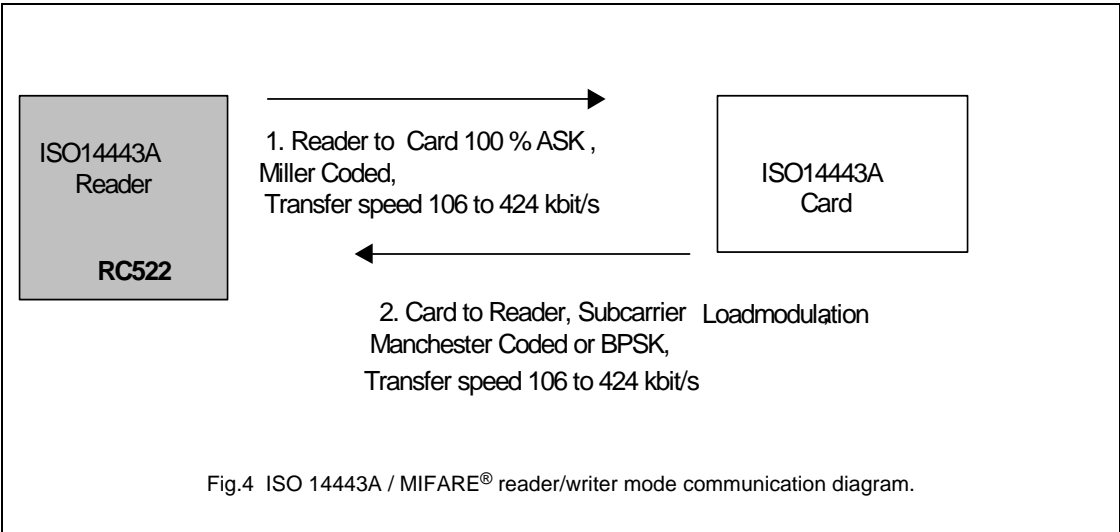 ISO14443A
Reader
RC522
1. Reader to Card 100 % ASK ,
Miller Coded,
Transfer speed 106 to 424 kbit/s
ISO14443A
Card
2. Card to Reader, Subcarrier Loadmodulation,
Manchester Coded or BPSK,
Transfer speed 106 to 424 kbit/s
Fig.4 ISO 14443A / MIFARE® reader/writer mode communication diagram.